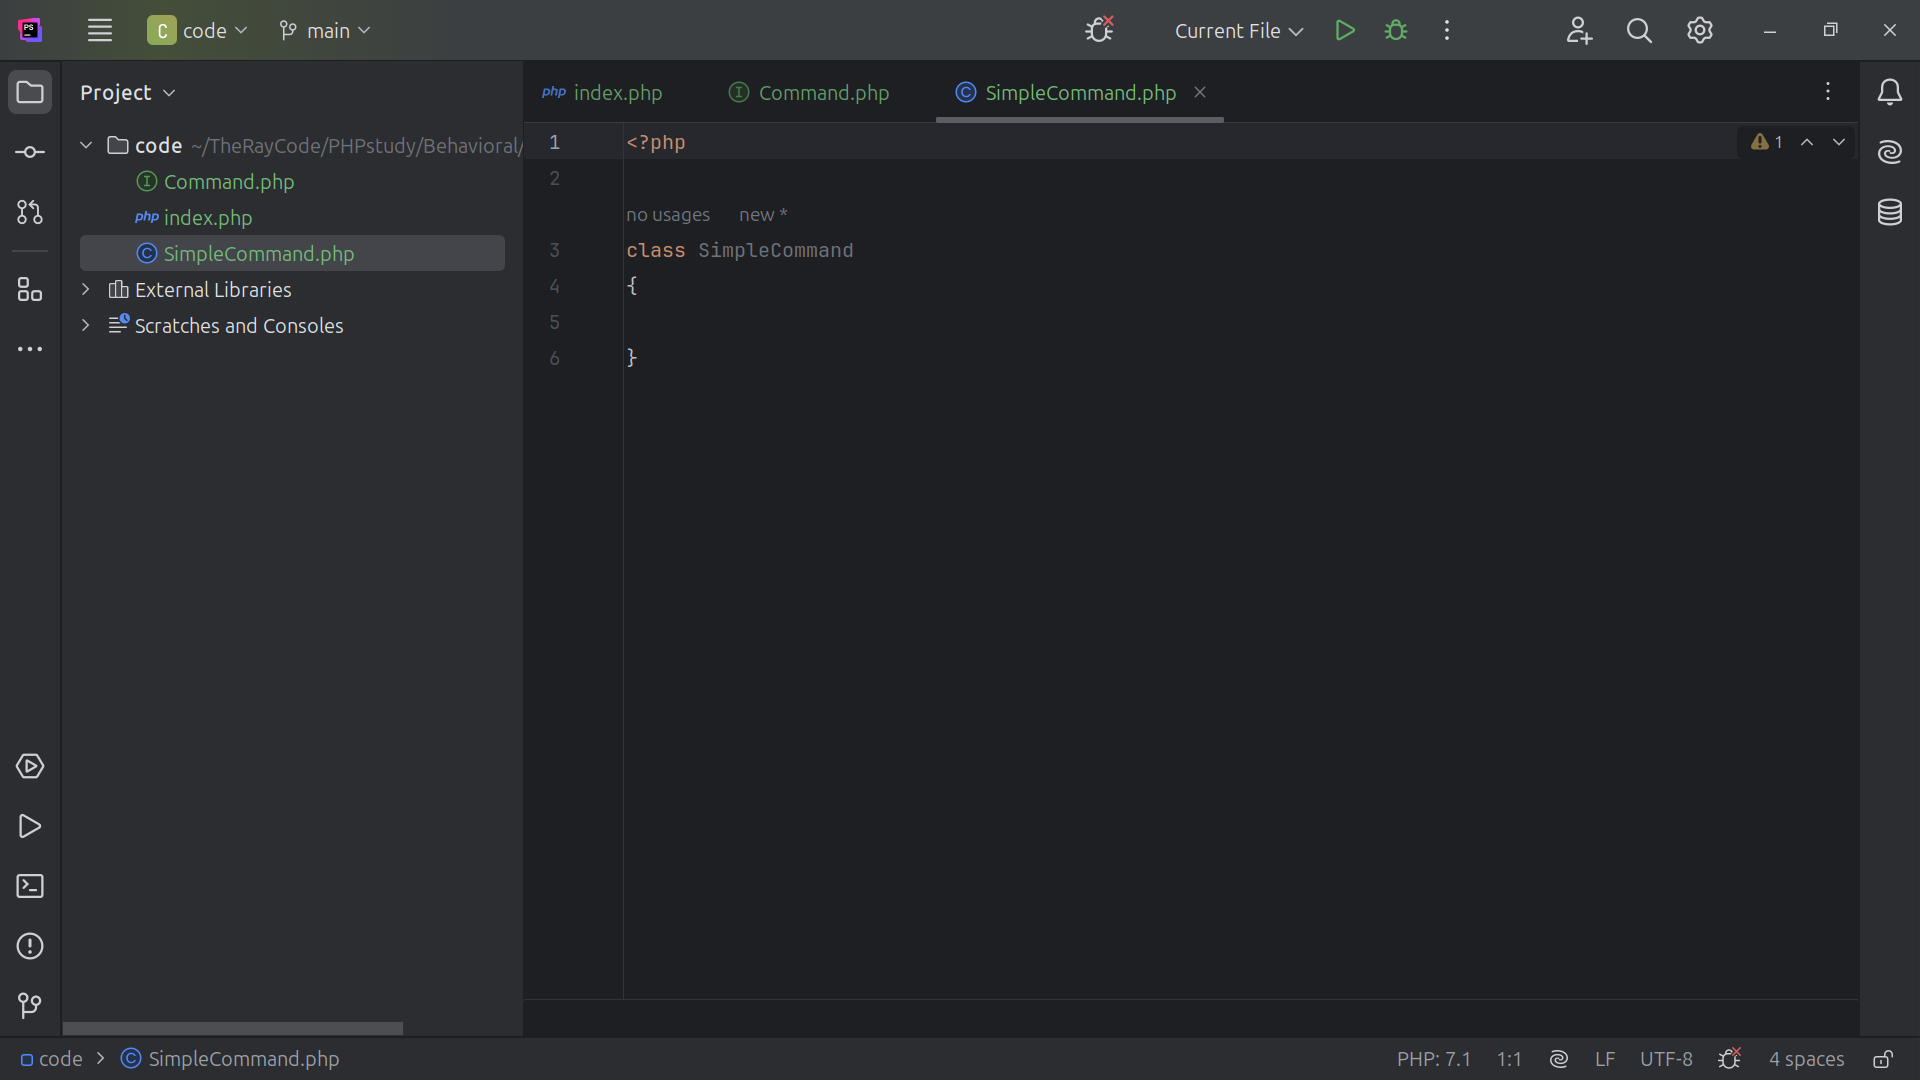 PS
C code main Current File
Project
code ~/TheRayCode/PHPstudy/Behavioral/
Command.php
php index.php
SimpleCommand.php
External Libraries
Scratches and Consoles
php index.php Command.php SimpleCommand.php
1 <?php
1
2
no usages new *
3 class SimpleCommand
4 {
5
6 }
code > SimpleCommand.php
PHP: 7.1 1:1 LF UTF-8 4 spaces